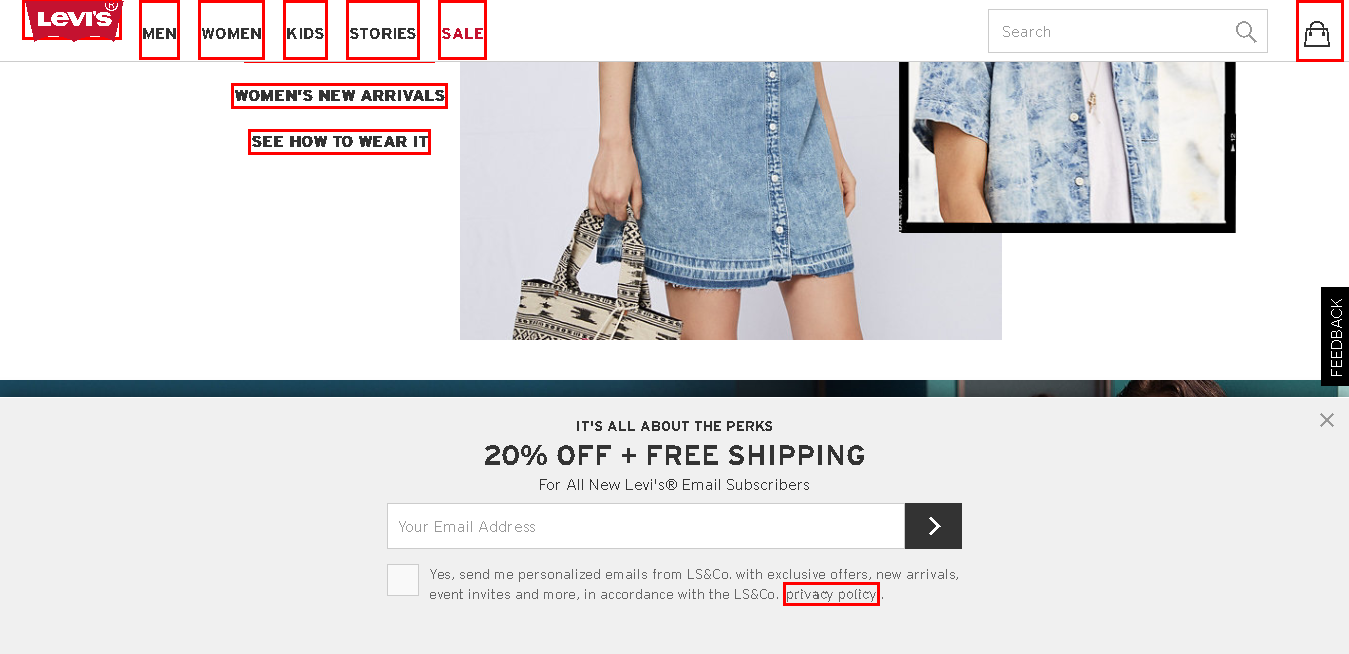 Levi's®
MEN WOMEN KIDS STORIES SALE
Search
WOMEN'S NEW ARRIVALS
SEE HOW TO WEAR IT
12
FEEDBACK
IT'S ALL ABOUT THE PERKS
20% OFF + FREE SHIPPING
For All New Levi's® Email Subscribers
Your Email Address
Yes, send me personalized emails from LS&Co. with exclusive offers, new arrivals,
event invites and more, in accordance with the LS&Co. privacy policy.